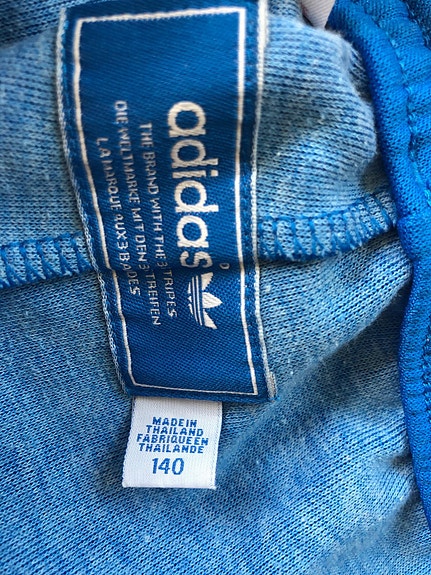 adidas
THE BRAND WITH THE 3 STRIPES
DIE WELTMARKE MIT DEN 3 STREIFEN
LA MARQUE AUX 3 BANDES
MADE IN
THAILAND
FABRIQUE EN
THAILANDE
140